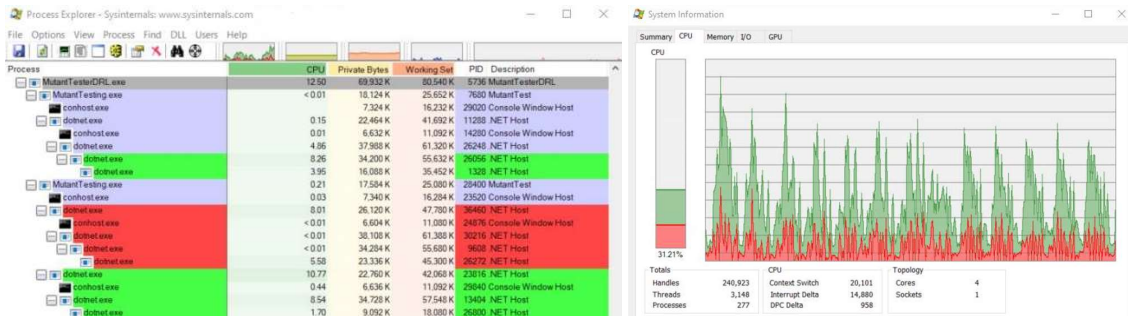 Process Explorer - Sysinternals: www.sysinternals.com
File Options View Process Find DLL Users Help
Process CPU Private Bytes Working Set PID Description
MutantTesterDRL.exe 12.50 69,932 K 80,540 K 5736 MutantTesterDRL
MutantTesting.exe < 0.01 18,124 K 25,652 K 7680 MutantTest
conhost.exe 7,324 K 16,232 K 29020 Console Window Host
dotnet.exe 0.15 22,464 K 41,692 K 11288 .NET Host
conhost.exe 0.01 6,632 K 11,092 K 14280 Console Window Host
dotnet.exe 4.86 37,988 K 61,320 K 26248 .NET Host
dotnet.exe 8.26 34,200 K 55,632 K 26056 .NET Host
dotnet.exe 3.95 16,088 K 35,452 K 1328 .NET Host
MutantTesting.exe 0.21 17,584 K 25,080 K 28400 MutantTest
conhost.exe 0.03 7,340 K 16,284 K 23520 Console Window Host
dotnet.exe 0.01 26,120 K 47,780 K 36460 .NET Host
conhost.exe < 0.01 6,604 K 11,080 K 24876 Console Window Host
dotnet.exe < 0.01 38,108 K 61,388 K 30216 .NET Host
dotnet.exe < 0.01 34,284 K 55,680 K 9608 .NET Host
dotnet.exe 5.58 23,336 K 45,300 K 26272 .NET Host
dotnet.exe 10.77 22,760 K 42,068 K 23816 .NET Host
conhost.exe 0.44 6,636 K 11,092 K 29840 Console Window Host
dotnet.exe 8.54 34,728 K 57,548 K 13404 .NET Host
dotnet.exe 1.70 9,092 K 18,080 K 26800 .NET Host
System Information
Summary CPU Memory I/O GPU
CPU
31.21%
Totals
Handles 240,923
Threads 3,148
Processes 277
CPU
Context Switch 20,101
Interrupt Delta 14,880
DPC Delta 958
Topology
Cores 4
Sockets 1